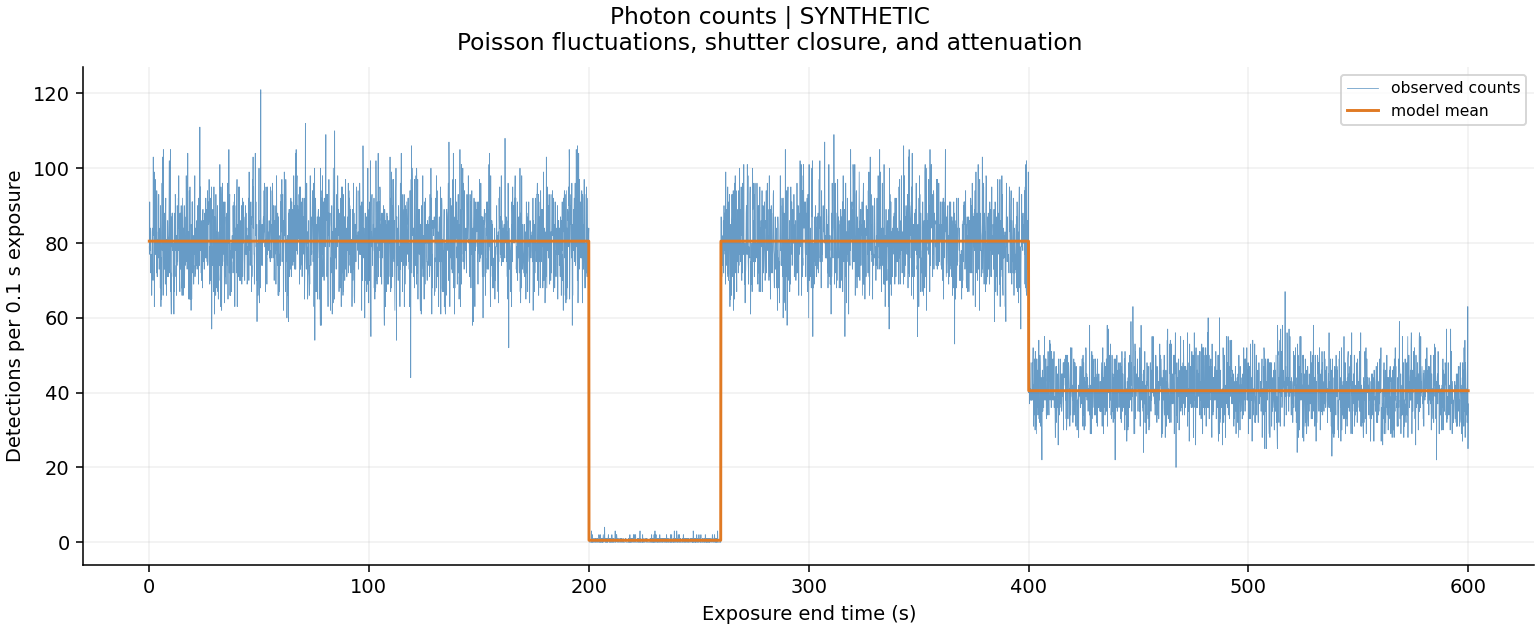 Photon counts | SYNTHETIC
Poisson fluctuations, shutter closure, and attenuation
Detections per 0.1 s exposure
120
100
80
60
40
20
0
observed counts
model mean
0 100 200 300 400 500 600
Exposure end time (s)